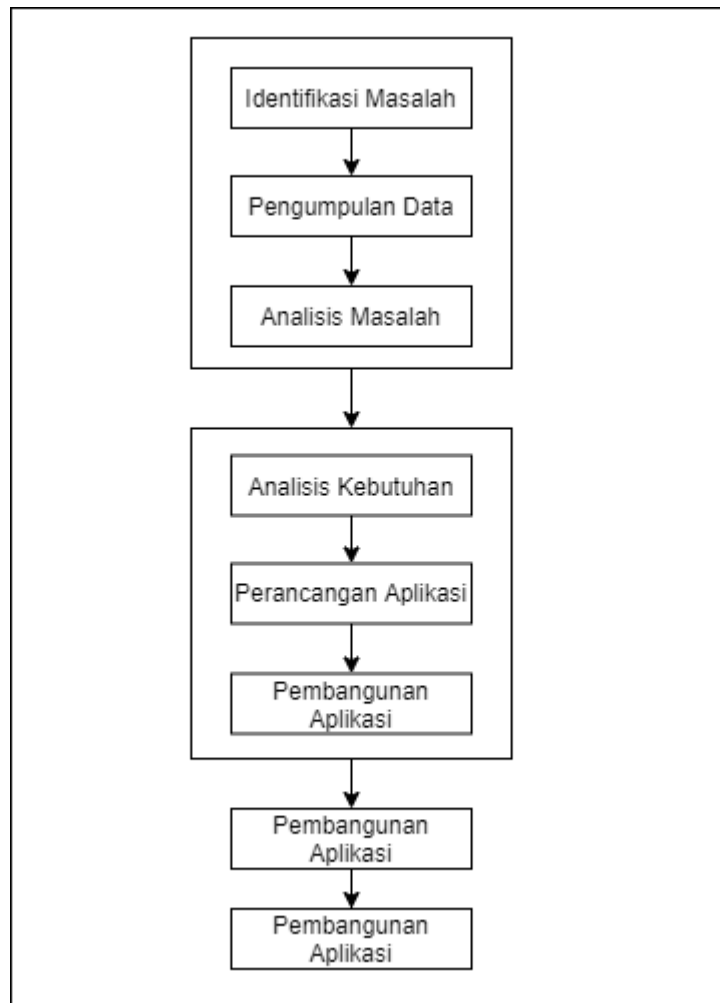 Identifikasi Masalah
Pengumpulan Data
Analisis Masalah
Analisis Kebutuhan
Perancangan Aplikasi
Pembangunan
Aplikasi
Pembangunan
Aplikasi
Pembangunan
Aplikasi